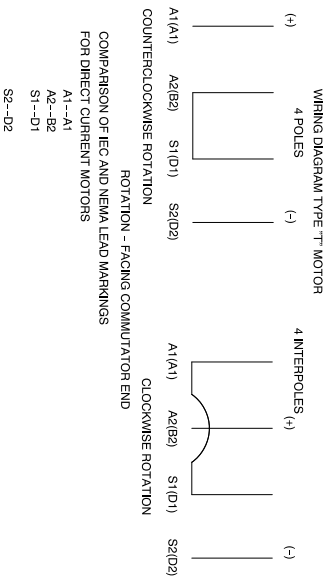 WIRING DIAGRAM TYPE "T" MOTOR
4 POLES 4 INTERPOLES
(+) (-) (+) (-)
A1(A1) A2(B2) S1(D1) S2(D2) A1(A1) A2(B2) S1(D1) S2(D2)
COUNTERCLOCKWISE ROTATION CLOCKWISE ROTATION
ROTATION - FACING COMMUTATOR END
COMPARISON OF IEC AND NEMA LEAD MARKINGS
FOR DIRECT CURRENT MOTORS
A1--A1
A2--B2
S1--D1
S2--D2